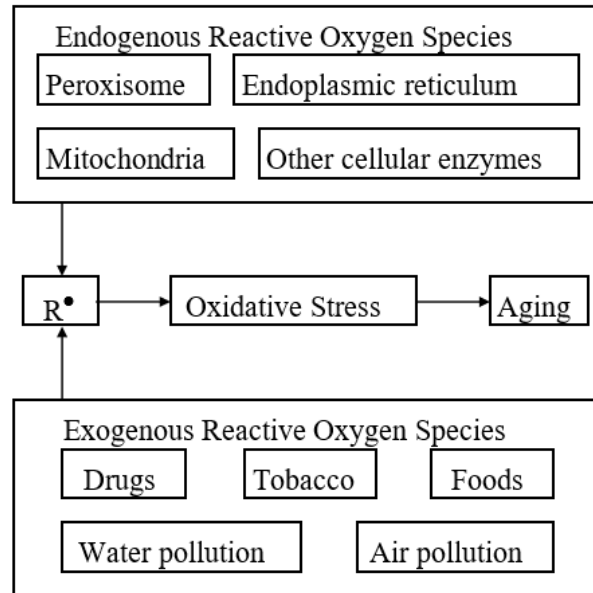 Endogenous Reactive Oxygen Species
Peroxisome
Endoplasmic reticulum
Mitochondria
Other cellular enzymes
R•
Oxidative Stress
Aging
Exogenous Reactive Oxygen Species
Drugs
Tobacco
Foods
Water pollution
Air pollution